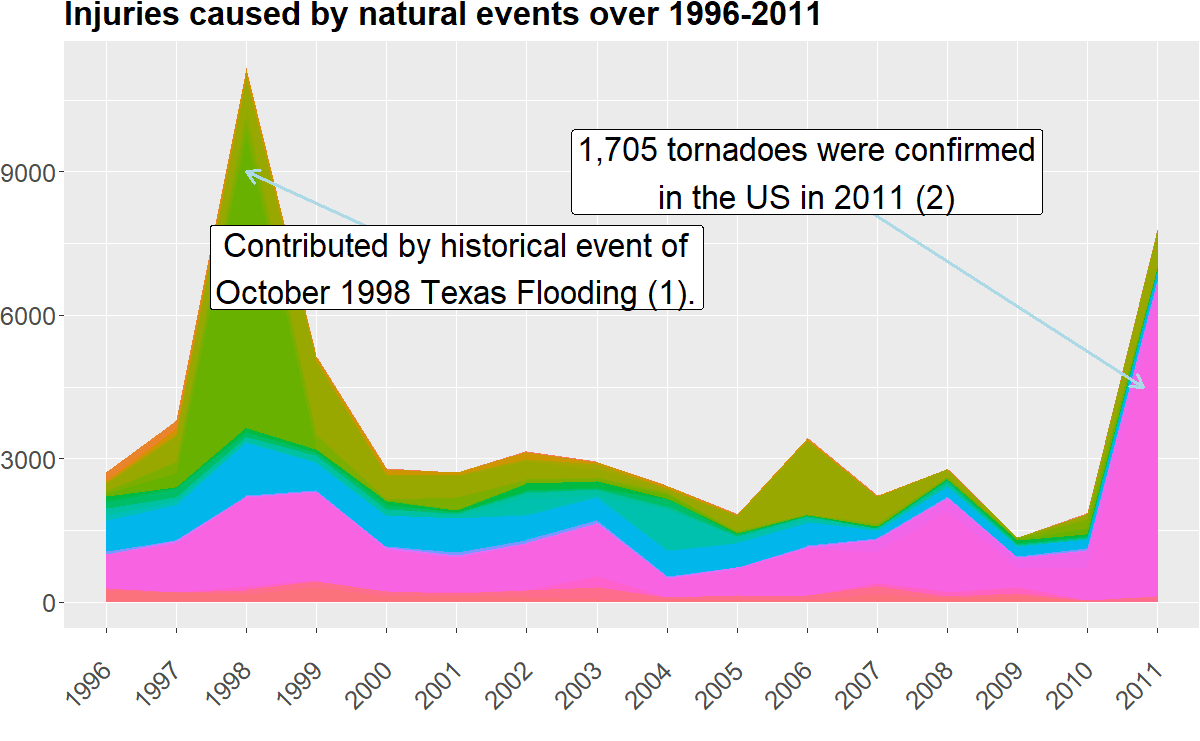 Injuries caused by natural events over 1996-2011
9000
6000
3000
0
1,705 tornadoes were confirmed
in the US in 2011 (2)
Contributed by historical event of
October 1998 Texas Flooding (1).
1996 1997 1998 1999 2000 2001 2002 2003 2004 2005 2006 2007 2008 2009 2010 2011